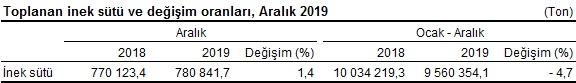 Toplanan inek sütü ve değişim oranları, Aralık 2019 (Ton)
Aralık Ocak - Aralık
2018 2019 Değişim (%) 2018 2019 Değişim (%)
İnek sütü 770 123,4 780 841,7 1,4 10 034 219,3 9 560 354,1 - 4,7